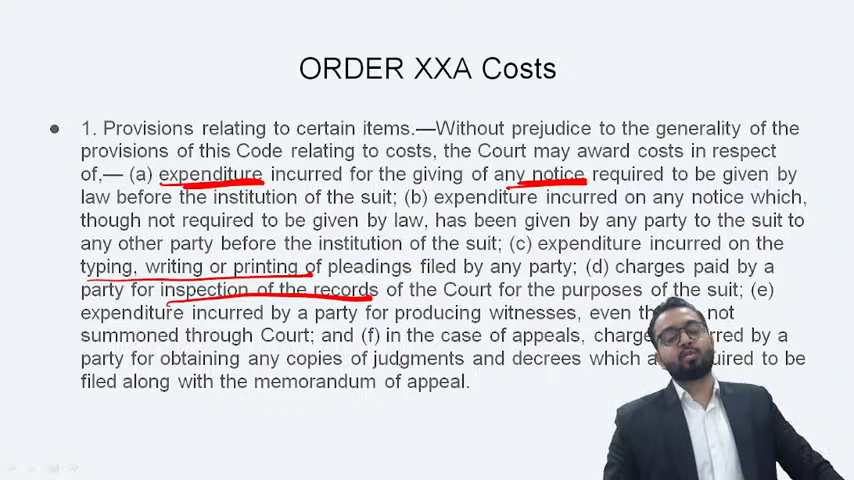 ORDER XXA Costs
● 1. Provisions relating to certain items.—Without prejudice to the generality of the
provisions of this Code relating to costs, the Court may award costs in respect
of,— (a) expenditure incurred for the giving of any notice required to be given by
law before the institution of the suit; (b) expenditure incurred on any notice which,
though not required to be given by law, has been given by any party to the suit to
any other party before the institution of the suit; (c) expenditure incurred on the
typing, writing or printing of pleadings filed by any party; (d) charges paid by a
party for inspection of the records of the Court for the purposes of the suit; (e)
expenditure incurred by a party for producing witnesses, even not
summoned through Court; and (f) in the case of appeals, by a
party for obtaining any copies of judgments and decrees which to be
filed along with the memorandum of appeal.